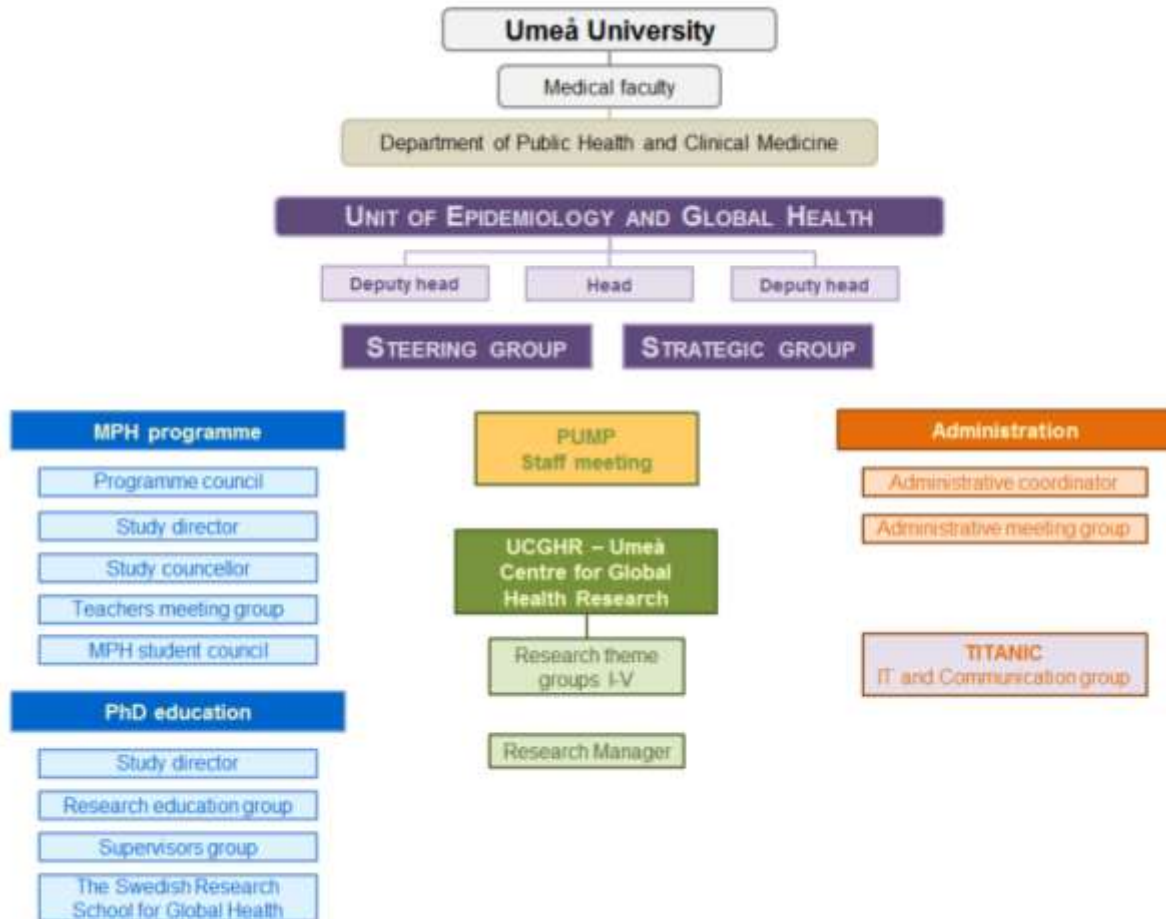 Umeå University
Medical faculty
Department of Public Health and Clinical Medicine
UNIT OF EPIDEMIOLOGY AND GLOBAL HEALTH
Deputy head
Head
Deputy head
STEERING GROUP
STRATEGIC GROUP
MPH programme
Programme council
Study director
Study councellor
Teachers meeting group
MPH student council
PhD education
Study director
Research education group
Supervisors group
The Swedish Research
School for Global Health
PUMP
Staff meeting
UCGHR – Umeå
Centre for Global
Health Research
Research theme
groups I-V
Research Manager
Administration
Administrative coordinator
Administrative meeting group
TITANIC
IT and Communication group